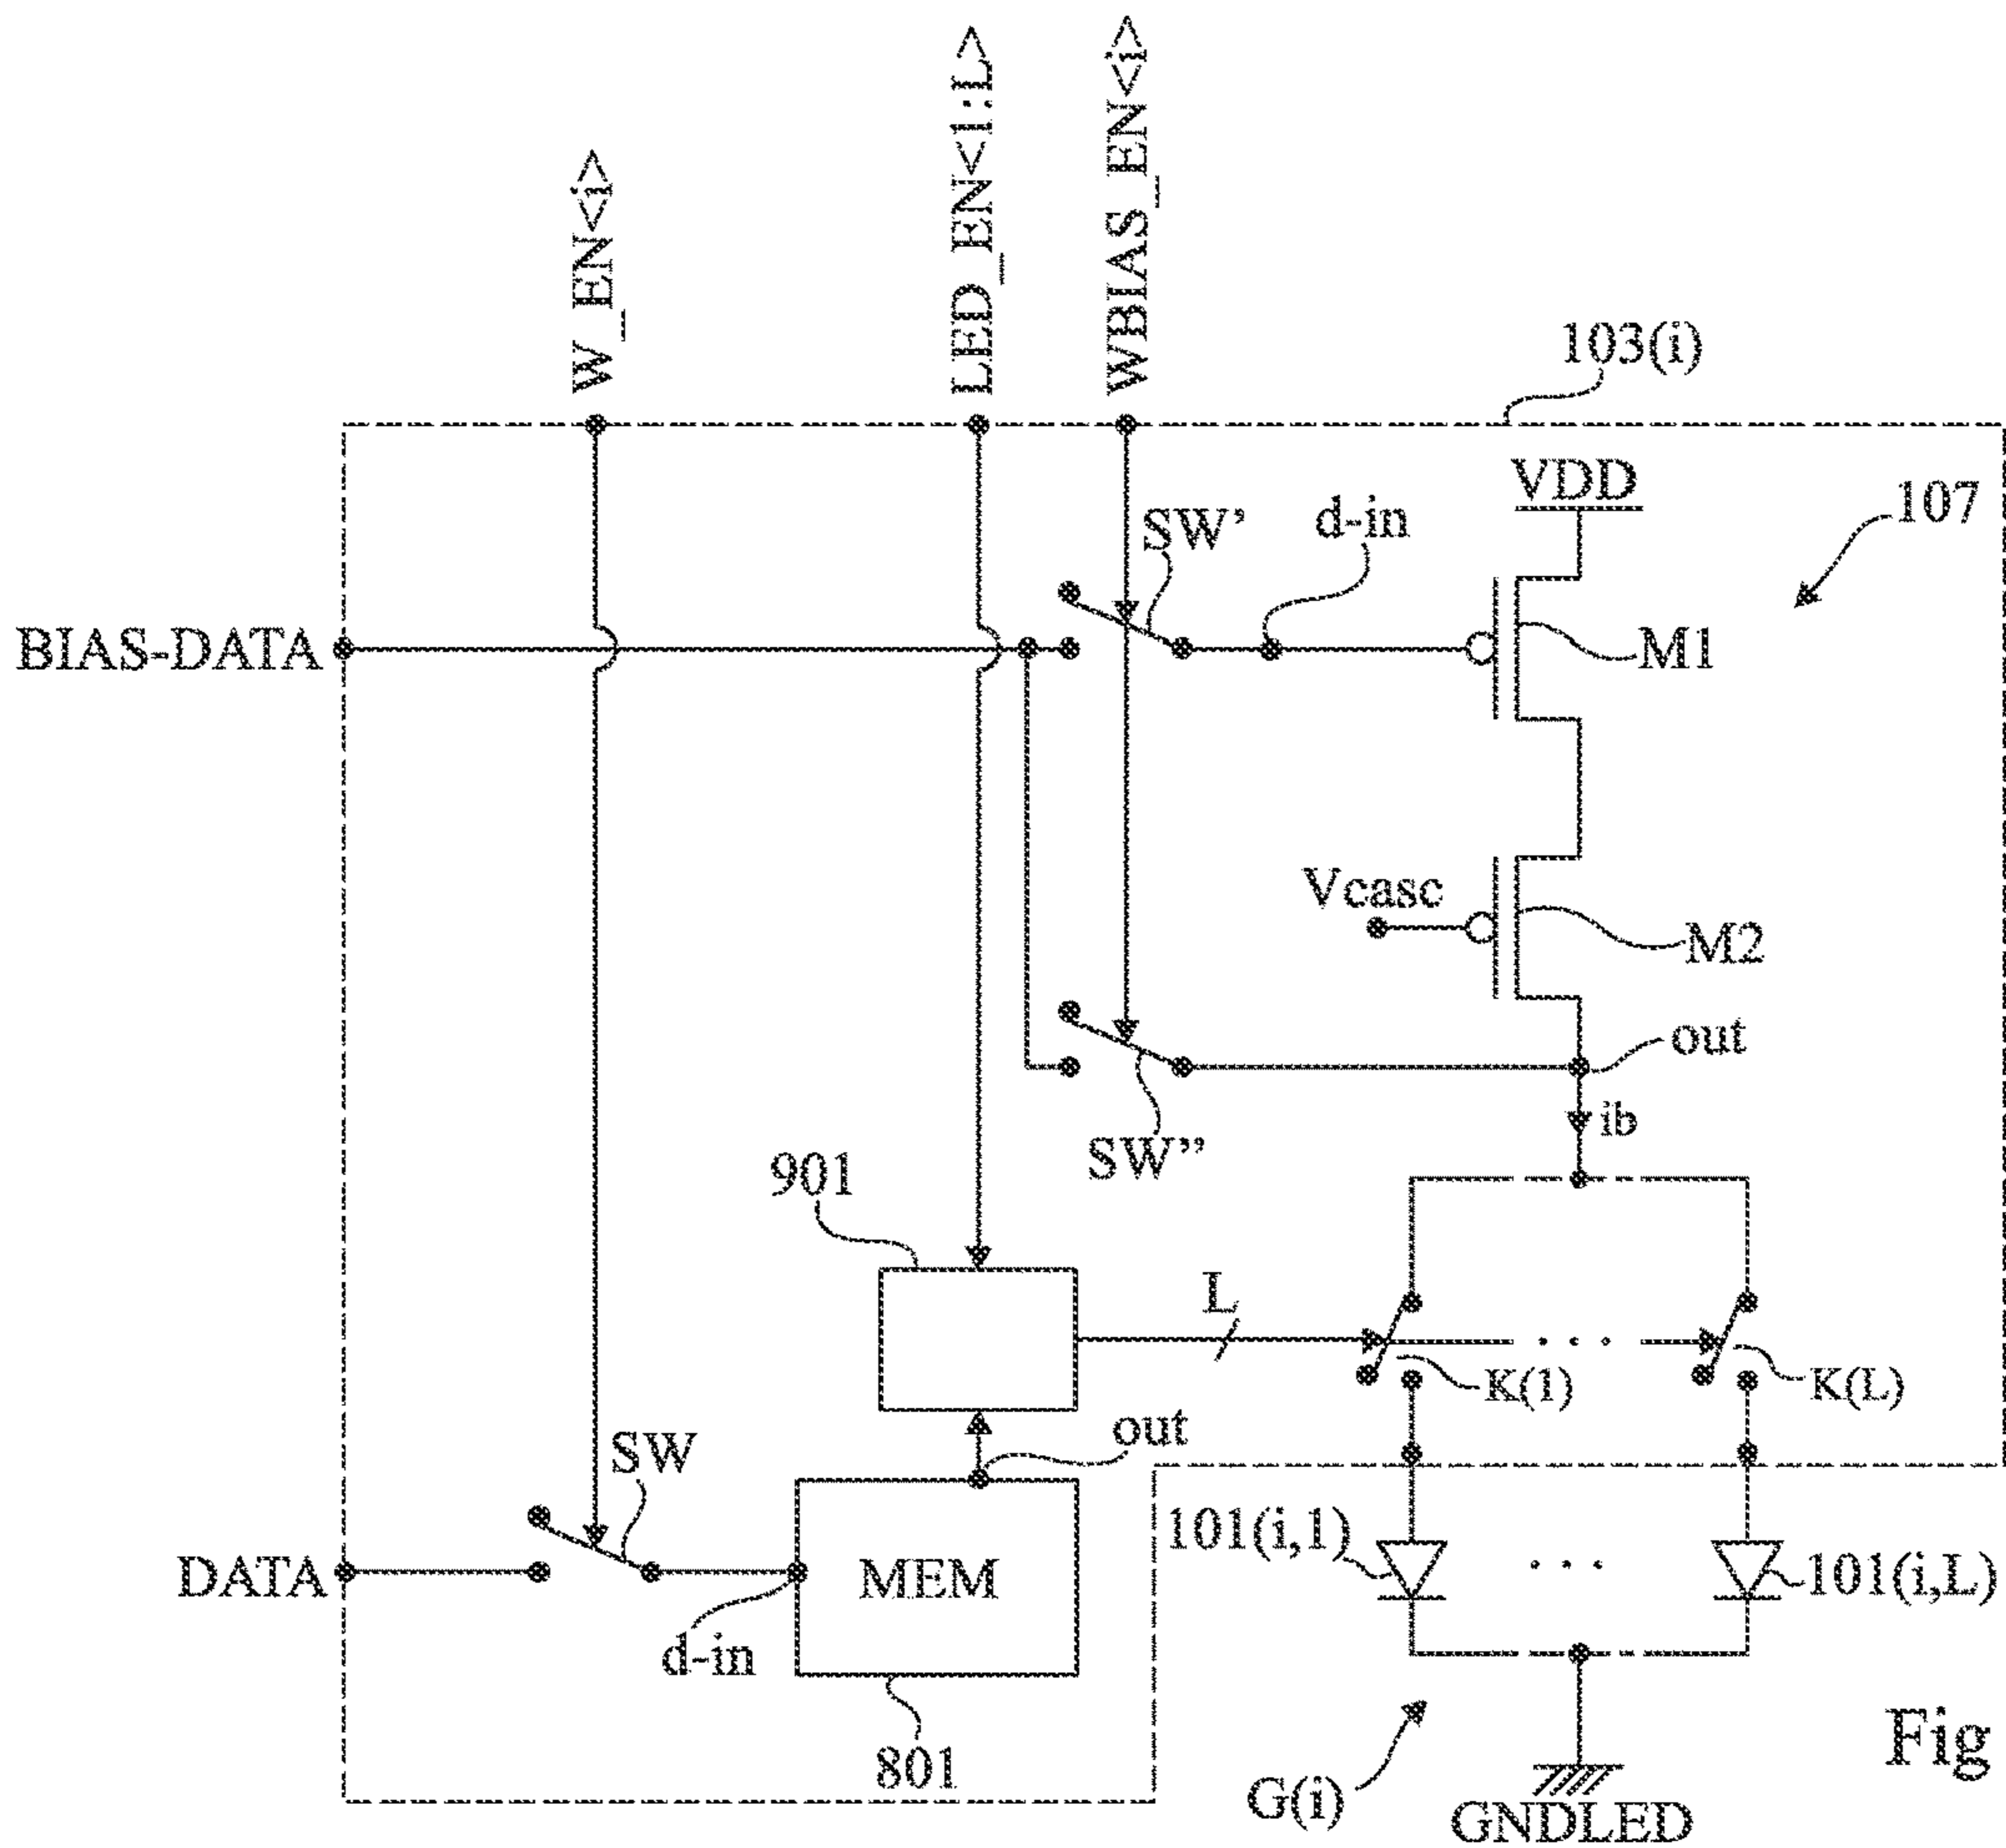 W_EN<i>
LED_EN<1:L>
WBIAS_EN<i>
103(i)
VDD
107
SW’
d-in
BIAS-DATA
M1
Vcasc
M2
out
ib
SW”
901
L
K(1)
. . .
K(L)
out
SW
101(i,1)
. . .
101(i,L)
DATA
MEM
d-in
801
G(i)
GNDLED
Fig